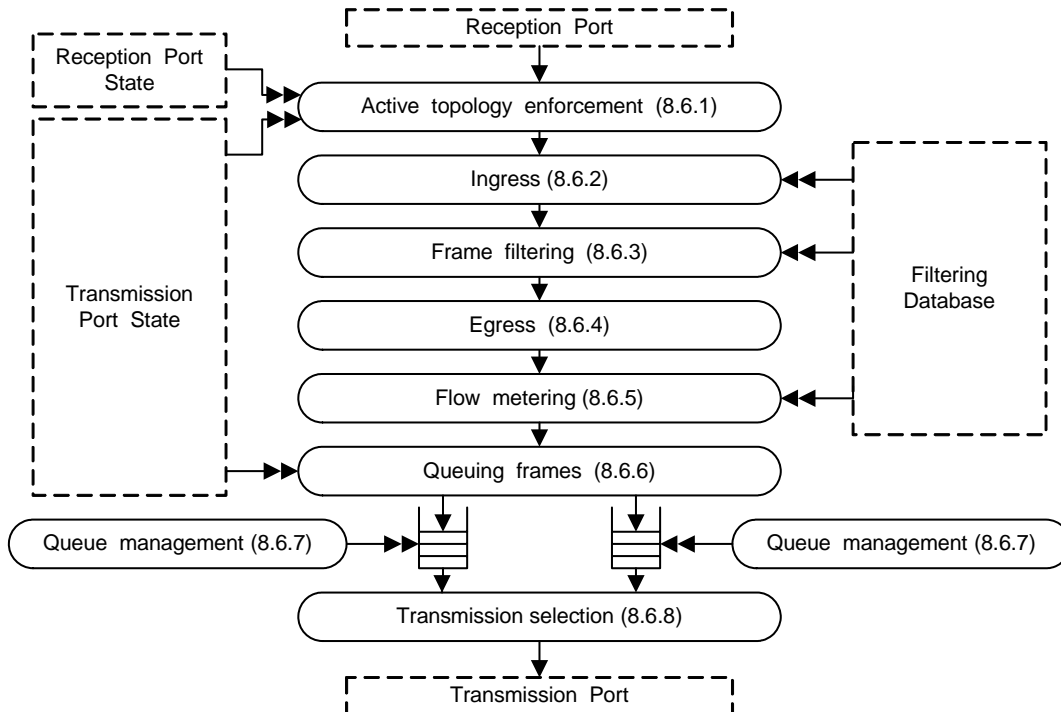 Reception Port
Reception Port
State
Active topology enforcement (8.6.1)
Ingress (8.6.2)
Frame filtering (8.6.3)
Filtering
Database
Transmission
Port State
Egress (8.6.4)
Flow metering (8.6.5)
Queuing frames (8.6.6)
Queue management (8.6.7)
Queue management (8.6.7)
Transmission selection (8.6.8)
Transmission Port